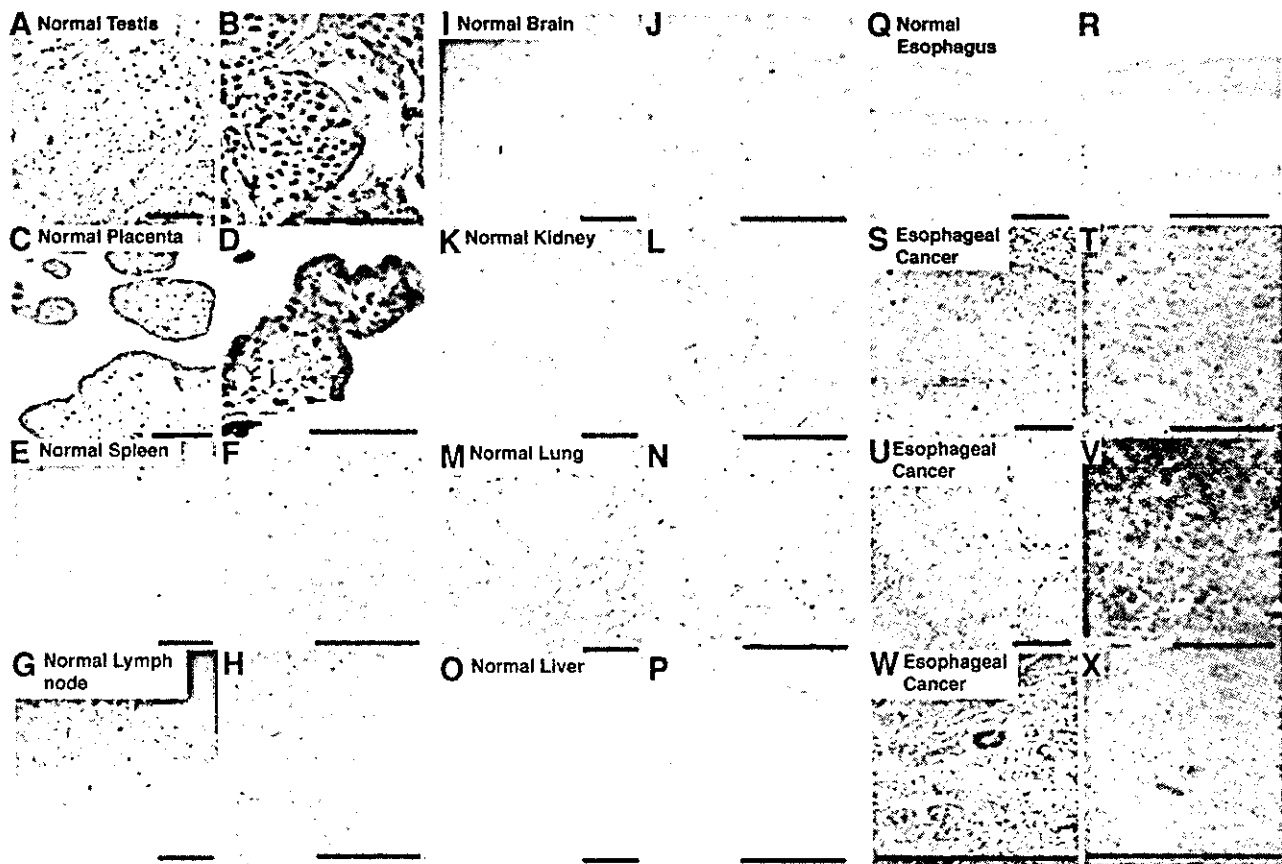 A Normal Testis
B
I Normal Brain
J
Q Normal
Esophagus
R
C Normal Placenta
D
K Normal Kidney
L
S Esophageal
Cancer
T
E Normal Spleen
F
M Normal Lung
N
U Esophageal
Cancer
V
G Normal Lymph
node
H
O Normal Liver
P
W Esophageal
Cancer
X